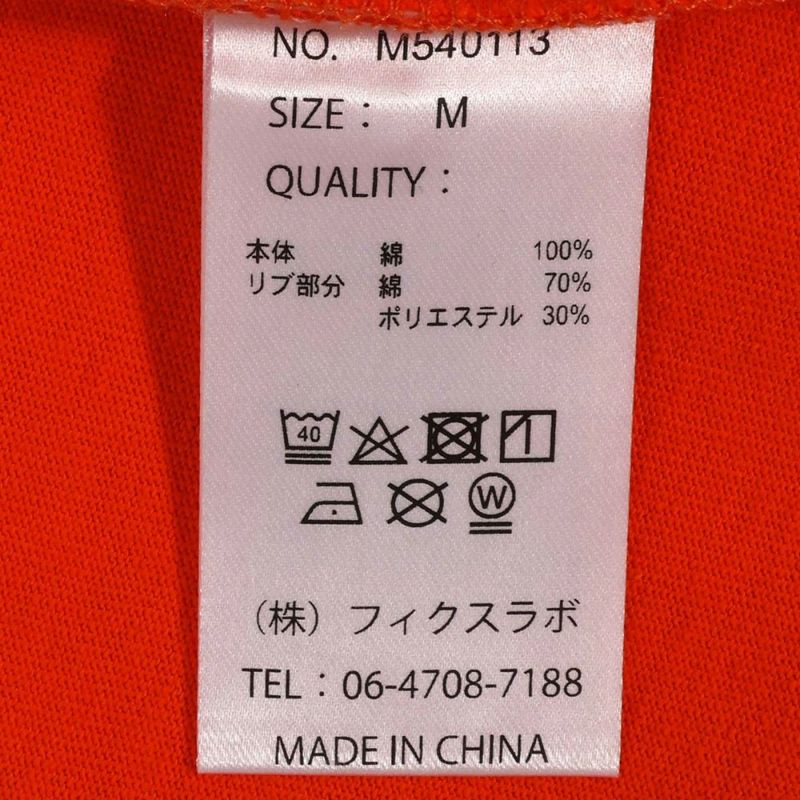 NO. M540113
SIZE： M
QUALITY：
本体 綿 100%
リブ部分 綿 70%
ポリエステル 30%
40
W
（株）フィクスラボ
TEL：06-4708-7188
MADE IN CHINA